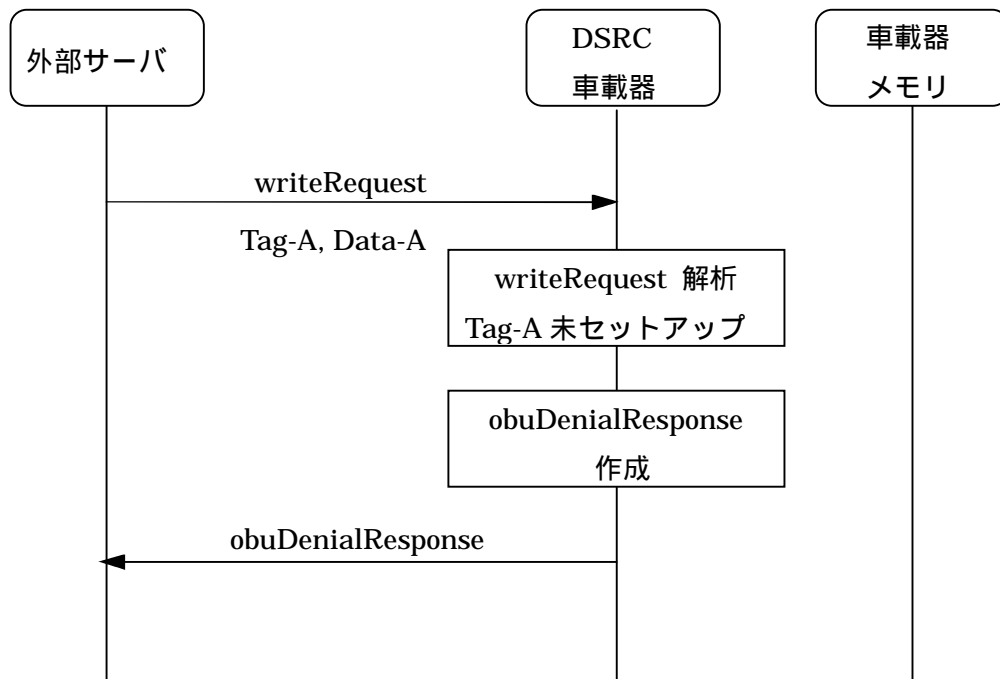 外部サーバ
DSRC
車載器
車載器
メモリ
writeRequest
Tag-A, Data-A
writeRequest 解析
Tag-A 未セットアップ
obuDenialResponse
作成
obuDenialResponse